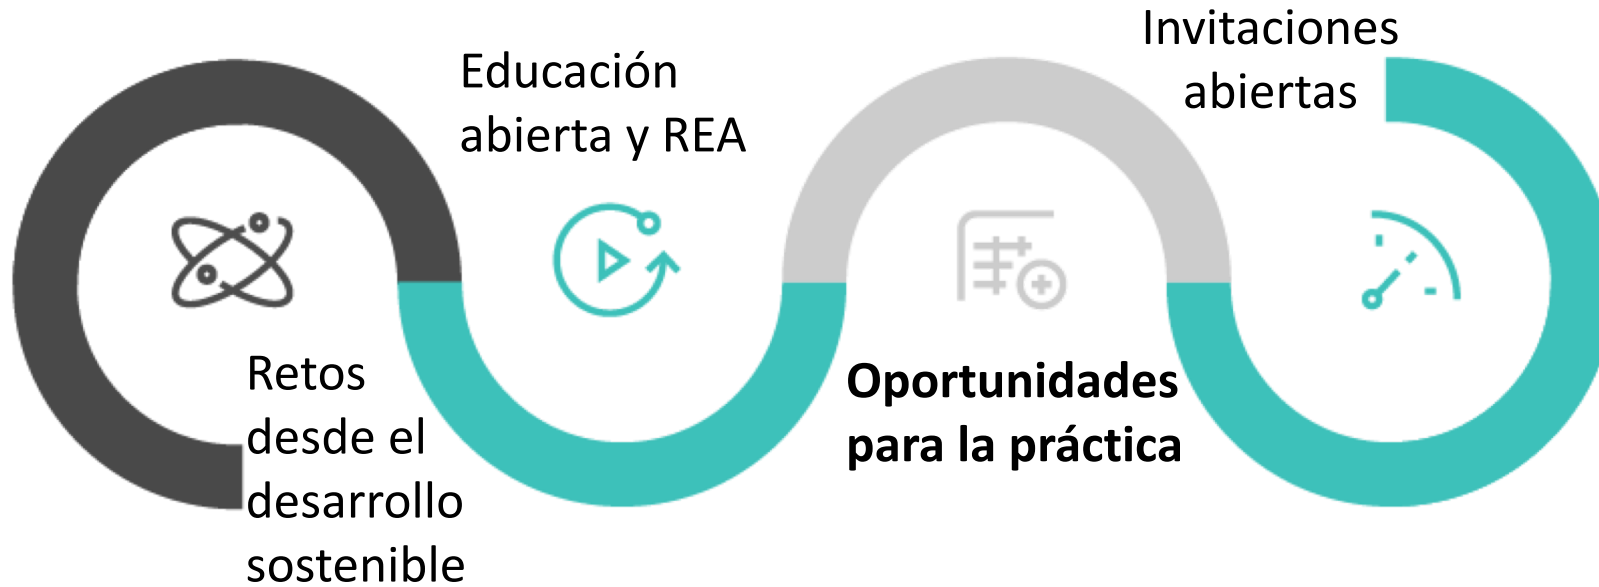 Retos
desde el
desarrollo
sostenible
Educación
abierta y REA
Oportunidades
para la práctica
Invitaciones
abiertas